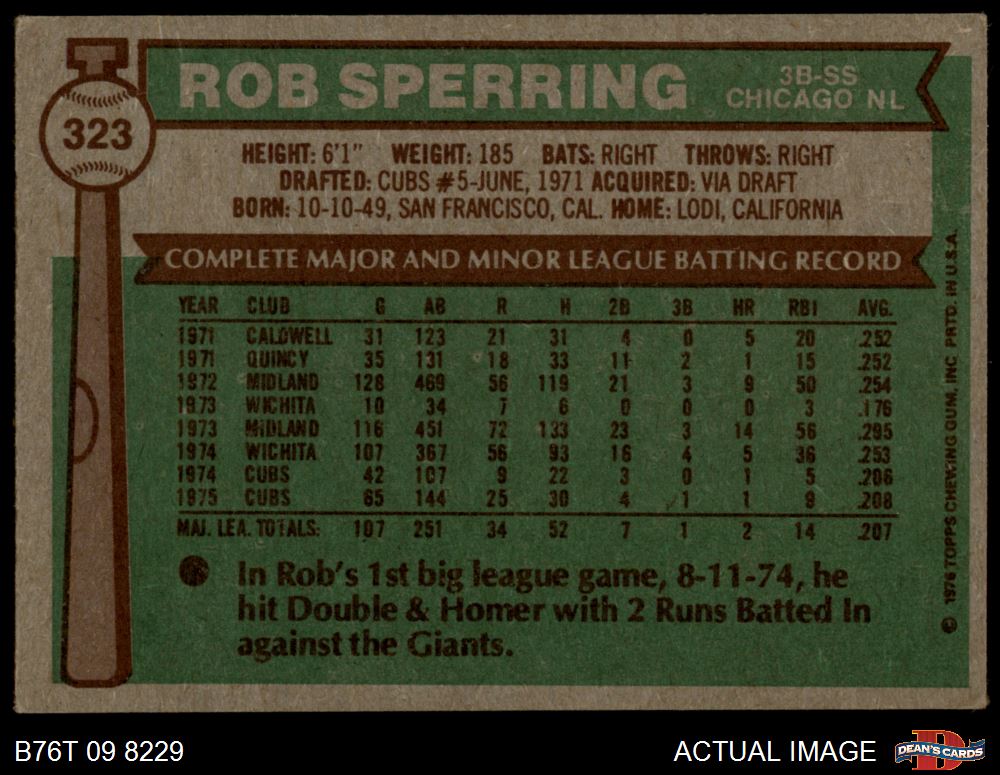 323
ROB SPERRING
3B-SS
CHICAGO NL
HEIGHT: 6'1" WEIGHT: 185 BATS: RIGHT THROWS: RIGHT
DRAFTED: CUBS #5-JUNE, 1971 ACQUIRED: VIA DRAFT
BORN: 10-10-49, SAN FRANCISCO, CAL. HOME: LODI, CALIFORNIA
COMPLETE MAJOR AND MINOR LEAGUE BATTING RECORD
YEAR CLUB G AB R H 2B 3B HR RBI AVG.
1971 CALDWELL 31 123 21 31 4 0 5 20 .252
1971 QUINCY 35 131 18 33 11 2 1 15 .252
1972 MIDLAND 128 469 56 119 21 3 9 50 .254
1973 WICHITA 10 34 7 6 0 0 0 3 .176
1973 MIDLAND 116 451 72 133 23 3 14 56 .295
1974 WICHITA 107 367 56 93 16 4 5 36 .253
1974 CUBS 42 107 9 22 3 0 1 5 .206
1975 CUBS 65 144 25 30 4 1 1 9 .208
MAJ. LEA. TOTALS: 107 251 34 52 7 1 2 14 .207
In Rob's 1st big league game, 8-11-74, he
hit Double & Homer with 2 Runs Batted In
against the Giants.
© 1976 TOPPS CHEWING GUM, INC PRTD. IN U.S.A.
B76T 09 8229
ACTUAL IMAGE
DEAN'S CARDS